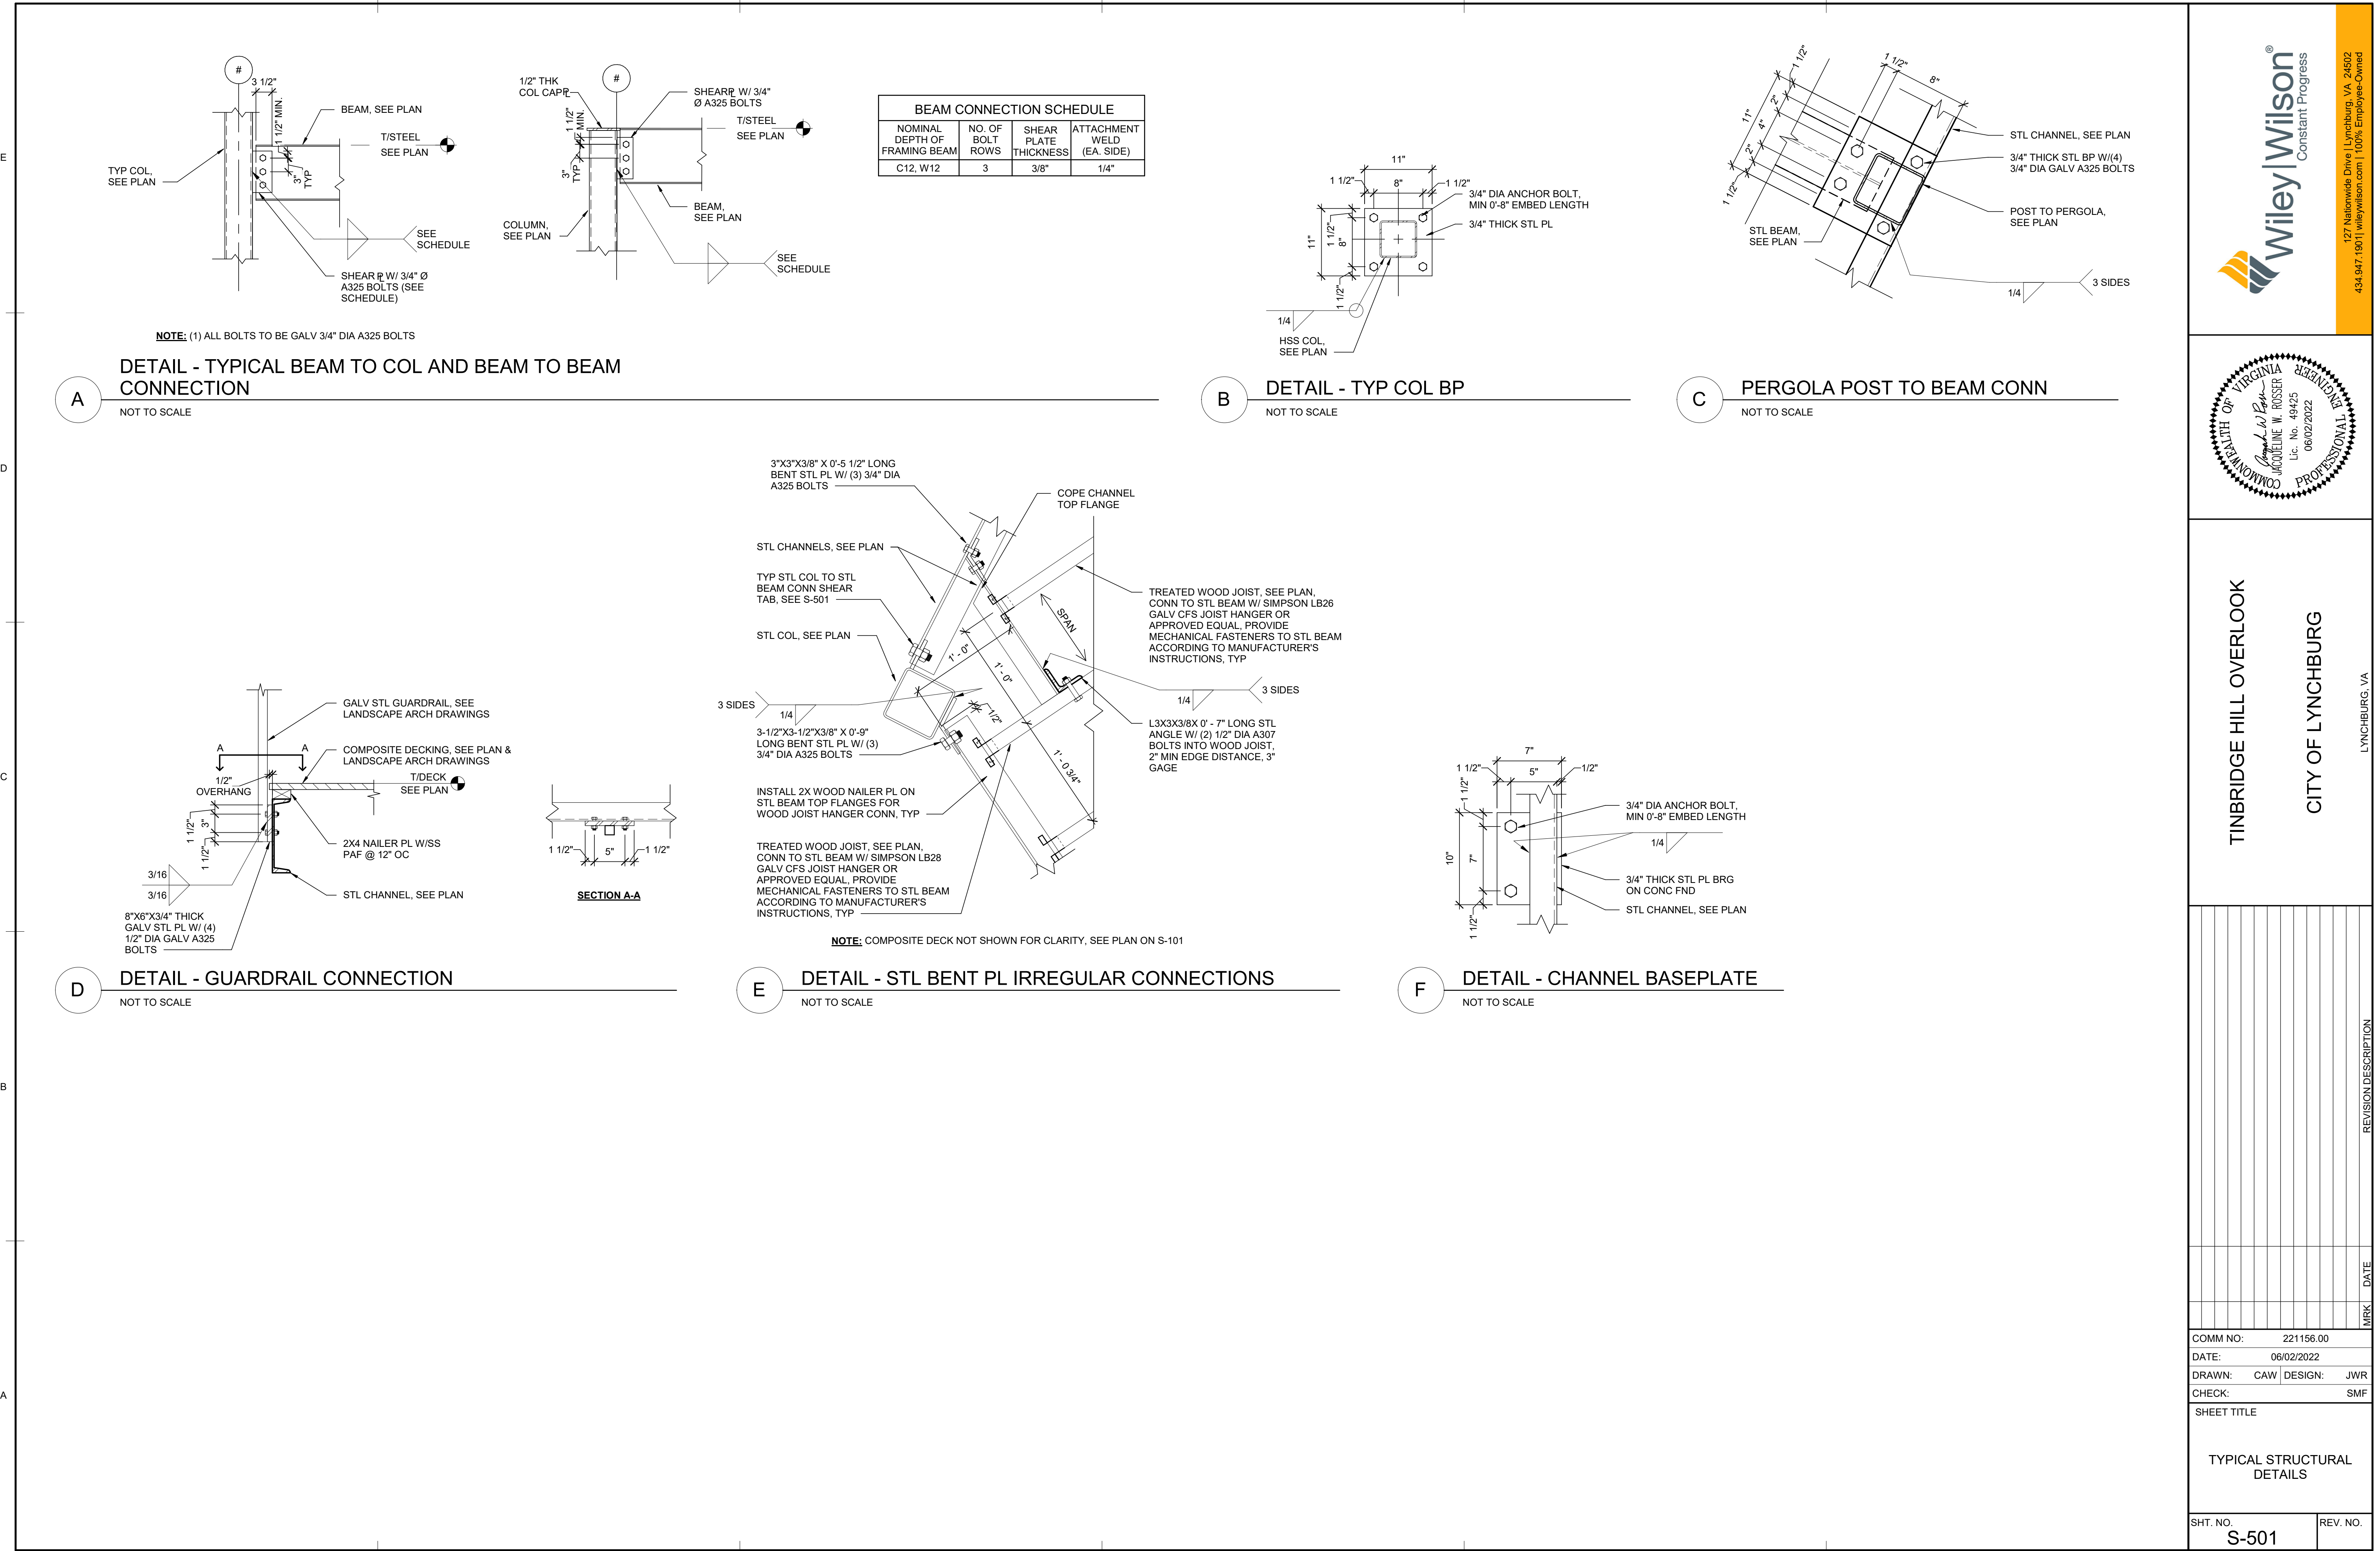 #
3 1/2"
1 1/2" MIN.
BEAM, SEE PLAN
T/STEEL
SEE PLAN
TYP COL,
SEE PLAN
3"
TYP
SEE
SCHEDULE
SHEAR PL W/ 3/4" Ø
A325 BOLTS (SEE
SCHEDULE)
#
1/2" THK
COL CAP PL
1 1/2"
MIN.
3"
TYP
SHEAR PL W/ 3/4"
Ø A325 BOLTS
T/STEEL
SEE PLAN
BEAM,
SEE PLAN
COLUMN,
SEE PLAN
SEE
SCHEDULE
BEAM CONNECTION SCHEDULE
NOMINAL
DEPTH OF
FRAMING BEAM
NO. OF
BOLT
ROWS
SHEAR
PLATE
THICKNESS
ATTACHMENT
WELD
(EA. SIDE)
C12, W12
3
3/8"
1/4"
NOTE: (1) ALL BOLTS TO BE GALV 3/4" DIA A325 BOLTS
A
DETAIL - TYPICAL BEAM TO COL AND BEAM TO BEAM
CONNECTION
NOT TO SCALE
11"
1 1/2"
8"
1 1/2"
11"
1 1/2"
8"
1 1/2"
3/4" DIA ANCHOR BOLT,
MIN 0'-8" EMBED LENGTH
3/4" THICK STL PL
1/4
HSS COL,
SEE PLAN
B
DETAIL - TYP COL BP
NOT TO SCALE
1 1/2"
2"
11"
4"
2"
1 1/2"
1 1/2"
8"
STL CHANNEL, SEE PLAN
3/4" THICK STL BP W/(4)
3/4" DIA GALV A325 BOLTS
POST TO PERGOLA,
SEE PLAN
STL BEAM,
SEE PLAN
1/4
3 SIDES
C
PERGOLA POST TO BEAM CONN
NOT TO SCALE
GALV STL GUARDRAIL, SEE
LANDSCAPE ARCH DRAWINGS
A
A
COMPOSITE DECKING, SEE PLAN &
LANDSCAPE ARCH DRAWINGS
T/DECK
SEE PLAN
1/2"
OVERHANG
1 1/2"
3"
1 1/2"
2X4 NAILER PL W/SS
PAF @ 12" OC
3/16
3/16
STL CHANNEL, SEE PLAN
8"X6"X3/4" THICK
GALV STL PL W/ (4)
1/2" DIA GALV A325
BOLTS
1 1/2"
5"
1 1/2"
SECTION A-A
D
DETAIL - GUARDRAIL CONNECTION
NOT TO SCALE
3"X3"X3/8" X 0'-5 1/2" LONG
BENT STL PL W/ (3) 3/4" DIA
A325 BOLTS
COPE CHANNEL
TOP FLANGE
STL CHANNELS, SEE PLAN
TYP STL COL TO STL
BEAM CONN SHEAR
TAB, SEE S-501
STL COL, SEE PLAN
SPAN
1' - 0"
1' - 0"
1/2"
1' - 0 3/4"
TREATED WOOD JOIST, SEE PLAN,
CONN TO STL BEAM W/ SIMPSON LB26
GALV CFS JOIST HANGER OR
APPROVED EQUAL, PROVIDE
MECHANICAL FASTENERS TO STL BEAM
ACCORDING TO MANUFACTURER'S
INSTRUCTIONS, TYP
3 SIDES
1/4
1/4
3 SIDES
3-1/2"X3-1/2"X3/8" X 0'-9"
LONG BENT STL PL W/ (3)
3/4" DIA A325 BOLTS
L3X3X3/8X 0' - 7" LONG STL
ANGLE W/ (2) 1/2" DIA A307
BOLTS INTO WOOD JOIST,
2" MIN EDGE DISTANCE, 3"
GAGE
INSTALL 2X WOOD NAILER PL ON
STL BEAM TOP FLANGES FOR
WOOD JOIST HANGER CONN, TYP
TREATED WOOD JOIST, SEE PLAN,
CONN TO STL BEAM W/ SIMPSON LB28
GALV CFS JOIST HANGER OR
APPROVED EQUAL, PROVIDE
MECHANICAL FASTENERS TO STL BEAM
ACCORDING TO MANUFACTURER'S
INSTRUCTIONS, TYP
NOTE: COMPOSITE DECK NOT SHOWN FOR CLARITY, SEE PLAN ON S-101
E
DETAIL - STL BENT PL IRREGULAR CONNECTIONS
NOT TO SCALE
7"
1 1/2"
5"
1/2"
1 1/2"
10"
7"
1 1/2"
3/4" DIA ANCHOR BOLT,
MIN 0'-8" EMBED LENGTH
1/4
3/4" THICK STL PL BRG
ON CONC FND
STL CHANNEL, SEE PLAN
F
DETAIL - CHANNEL BASEPLATE
NOT TO SCALE
E
D
C
B
A
Wiley|Wilson®
Constant Progress
127 Nationwide Drive | Lynchburg, VA 24502
434.947.1901| wileywilson.com | 100% Employee-Owned
COMMONWEALTH OF VIRGINIA
JACQUELINE W. ROSSER
Lic. No. 49425
06/02/2022
PROFESSIONAL ENGINEER
TINBRIDGE HILL OVERLOOK
CITY OF LYNCHBURG
LYNCHBURG, VA
REVISION DESCRIPTION
DATE
MRK
COMM NO: 221156.00
DATE: 06/02/2022
DRAWN: CAW DESIGN: JWR
CHECK: SMF
SHEET TITLE
TYPICAL STRUCTURAL
DETAILS
SHT. NO.
S-501
REV. NO.